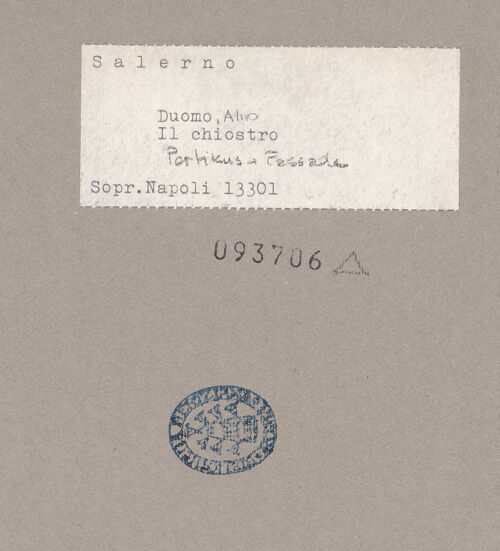 Salerno
Duomo, Atrio
Il chiostro
Portikus + Fassade
Sopr.Napoli 13301
093706